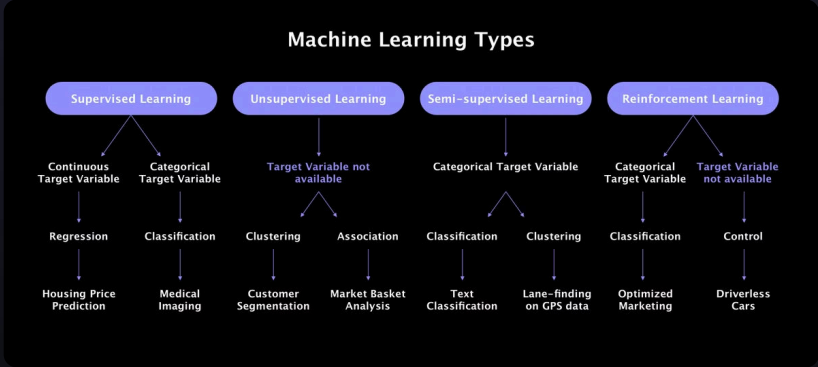 Machine Learning Types
Supervised Learning
Unsupervised Learning
Semi-supervised Learning
Reinforcement Learning
Continuous
Target Variable
Categorical
Target Variable
Target Variable not
available
Categorical Target Variable
Categorical
Target Variable
Target Variable
not available
Regression
Classification
Clustering
Association
Classification
Clustering
Classification
Control
Housing Price
Prediction
Medical
Imaging
Customer
Segmentation
Market Basket
Analysis
Text
Classification
Lane-finding
on GPS data
Optimized
Marketing
Driverless
Cars